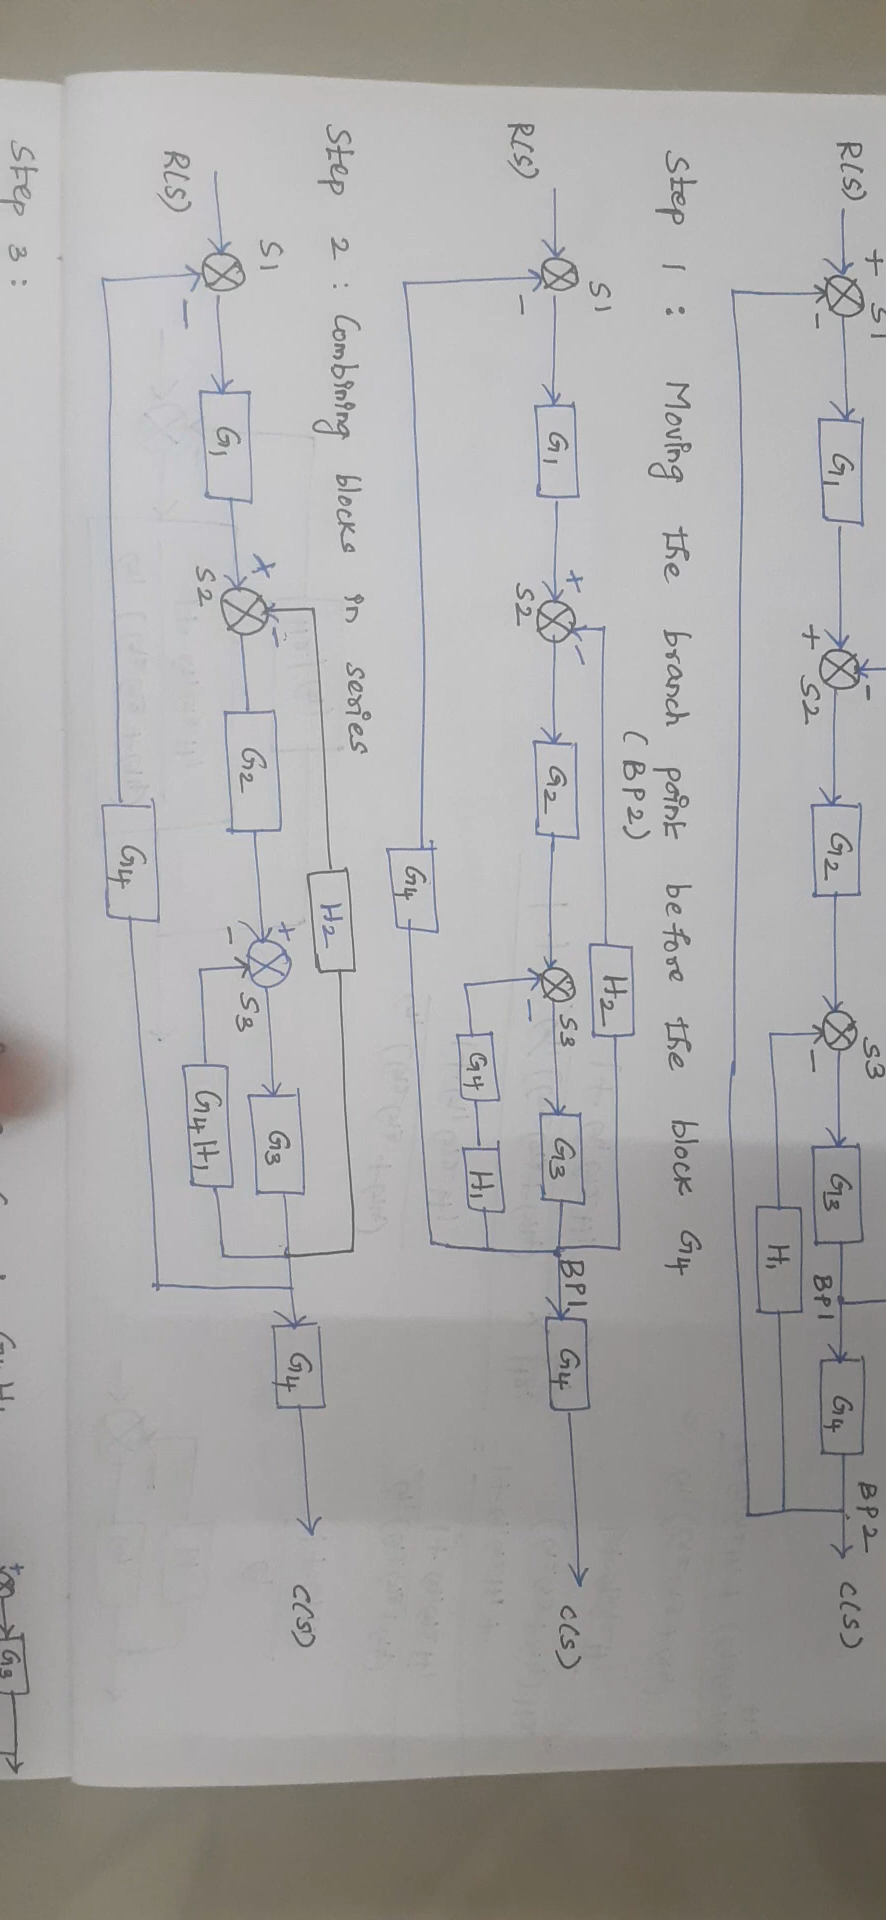 + S1 S3
R(S) G1 + S2 G2 G3 BP1 G4 BP2 C(S)
- - -
H1
Step 1 : Moving the branch point before the block G4
(BP2)
H2
S1 + - S3 BP1
R(S) G1 S2 G2 G3 G4 C(S)
- -
G4 H1
G4
Step 2 : Combining blocks in series
H2
S1 + - +
R(S) G1 S2 G2 S3 G3 G4 C(S)
- -
G4H1
G4
Step 3 :
G4 H1
+ G3